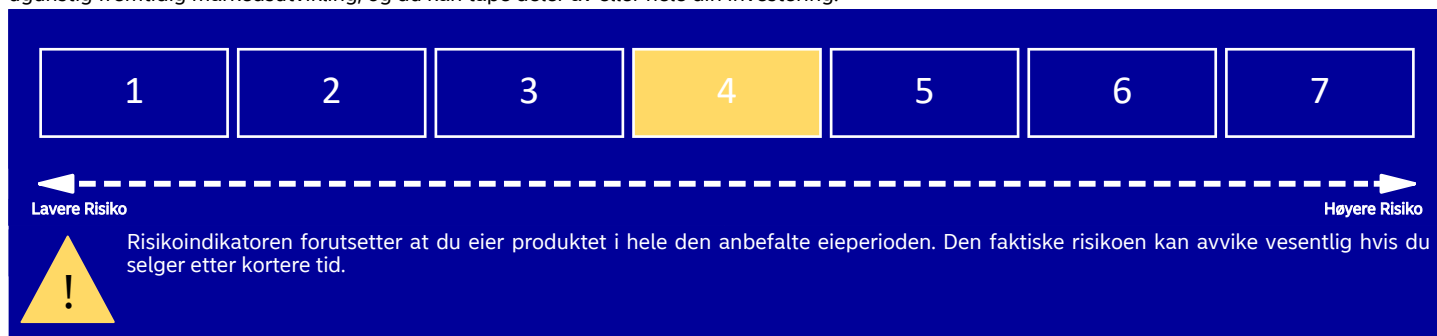 1 2 3 4 5 6 7
Lavere Risiko Høyere Risiko
Risikoindikatoren forutsetter at du eier produktet i hele den anbefalte eieperioden. Den faktiske risikoen kan avvike vesentlig hvis du
selger etter kortere tid.
!